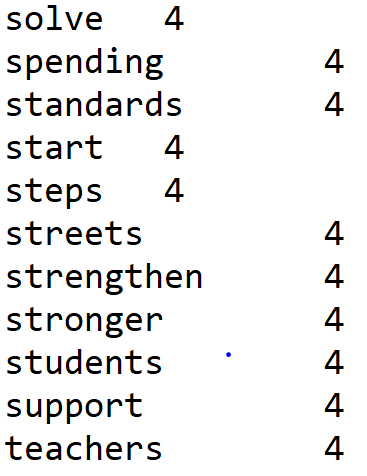 solve	4
spending	4
standards	4
start	4
steps	4
streets	4
strengthen	4
stronger	4
students	4
support	4
teachers	4